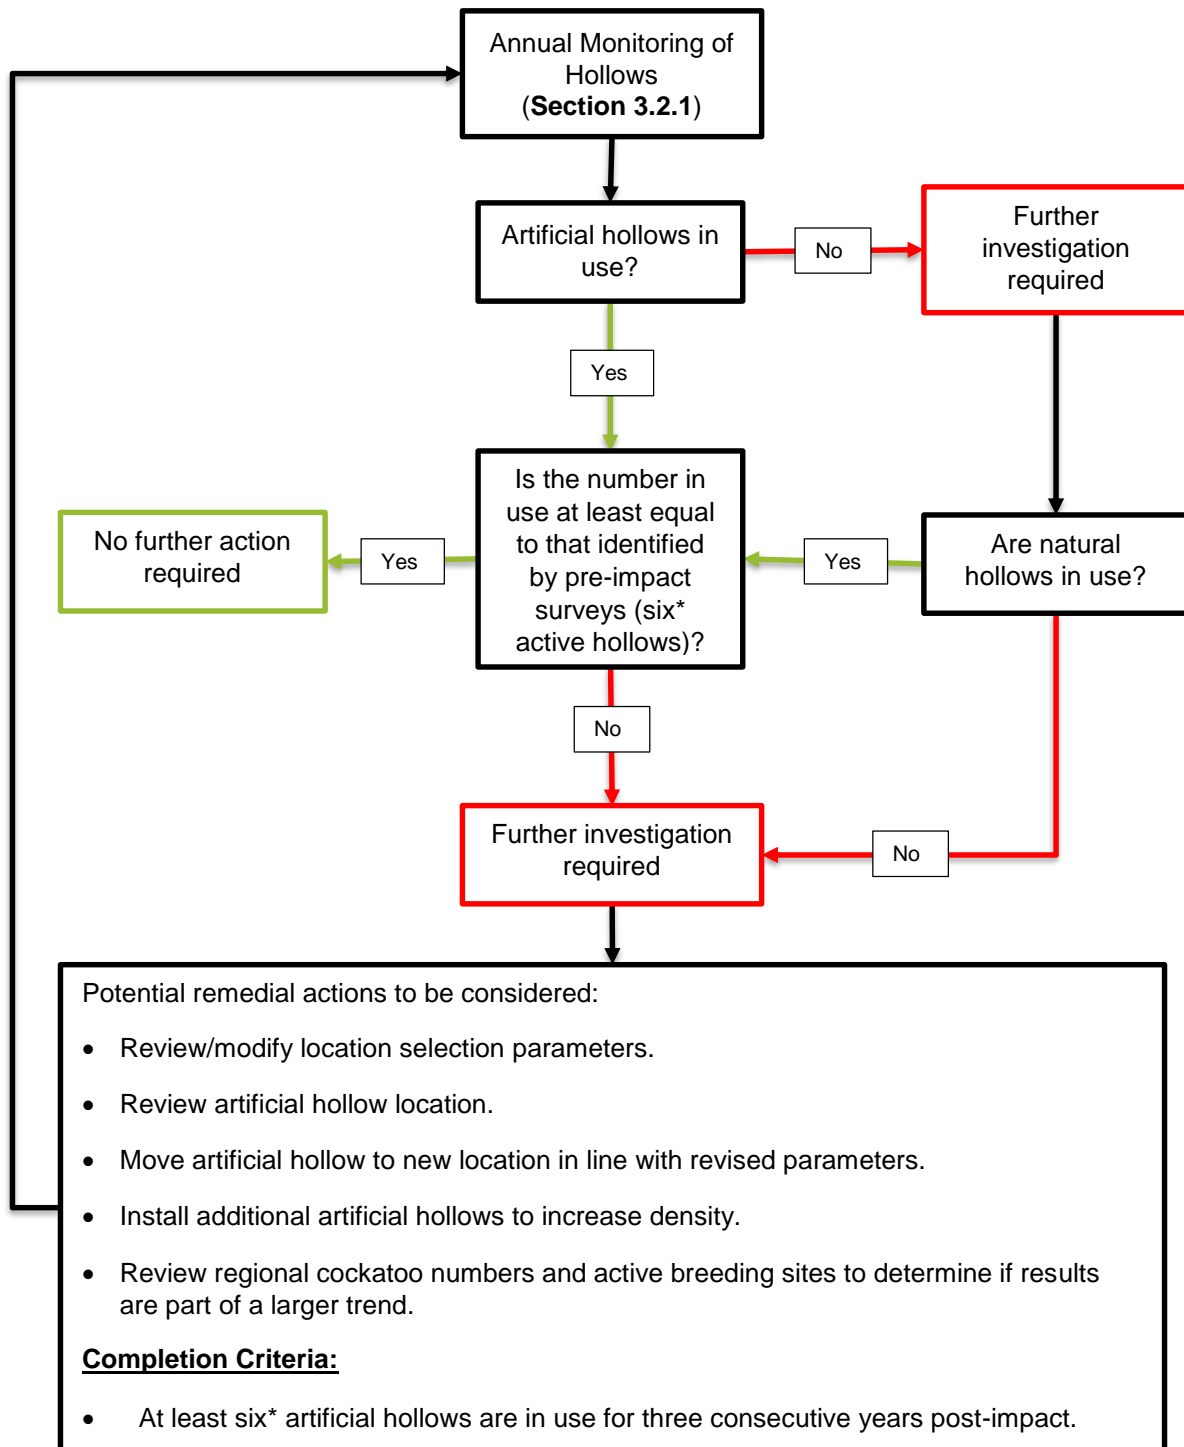 Annual Monitoring of
Hollows
(Section 3.2.1)
Artificial hollows in
use?
No
Further
investigation
required
Yes
Is the number in
use at least equal
to that identified
by pre-impact
surveys (six*
active hollows)?
Yes
No further action
required
Yes
Are natural
hollows in use?
No
No
Further investigation
required
Potential remedial actions to be considered:
• Review/modify location selection parameters.
• Review artificial hollow location.
• Move artificial hollow to new location in line with revised parameters.
• Install additional artificial hollows to increase density.
• Review regional cockatoo numbers and active breeding sites to determine if results
are part of a larger trend.
Completion Criteria:
• At least six* artificial hollows are in use for three consecutive years post-impact.